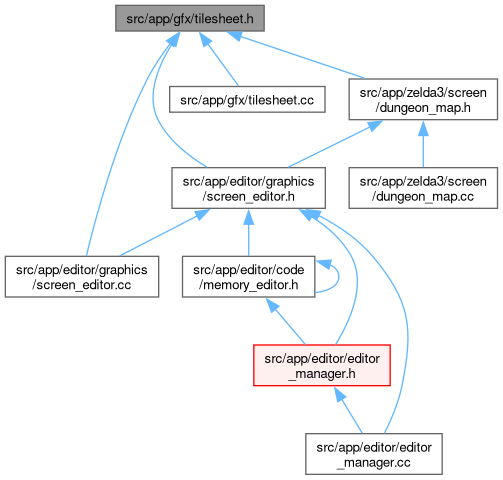 src/app/gfx/tilesheet.h
src/app/gfx/tilesheet.cc
src/app/zelda3/screen
/dungeon_map.h
src/app/editor/graphics
/screen_editor.h
src/app/zelda3/screen
/dungeon_map.cc
src/app/editor/graphics
/screen_editor.cc
src/app/editor/code
/memory_editor.h
src/app/editor/editor
_manager.h
src/app/editor/editor
_manager.cc